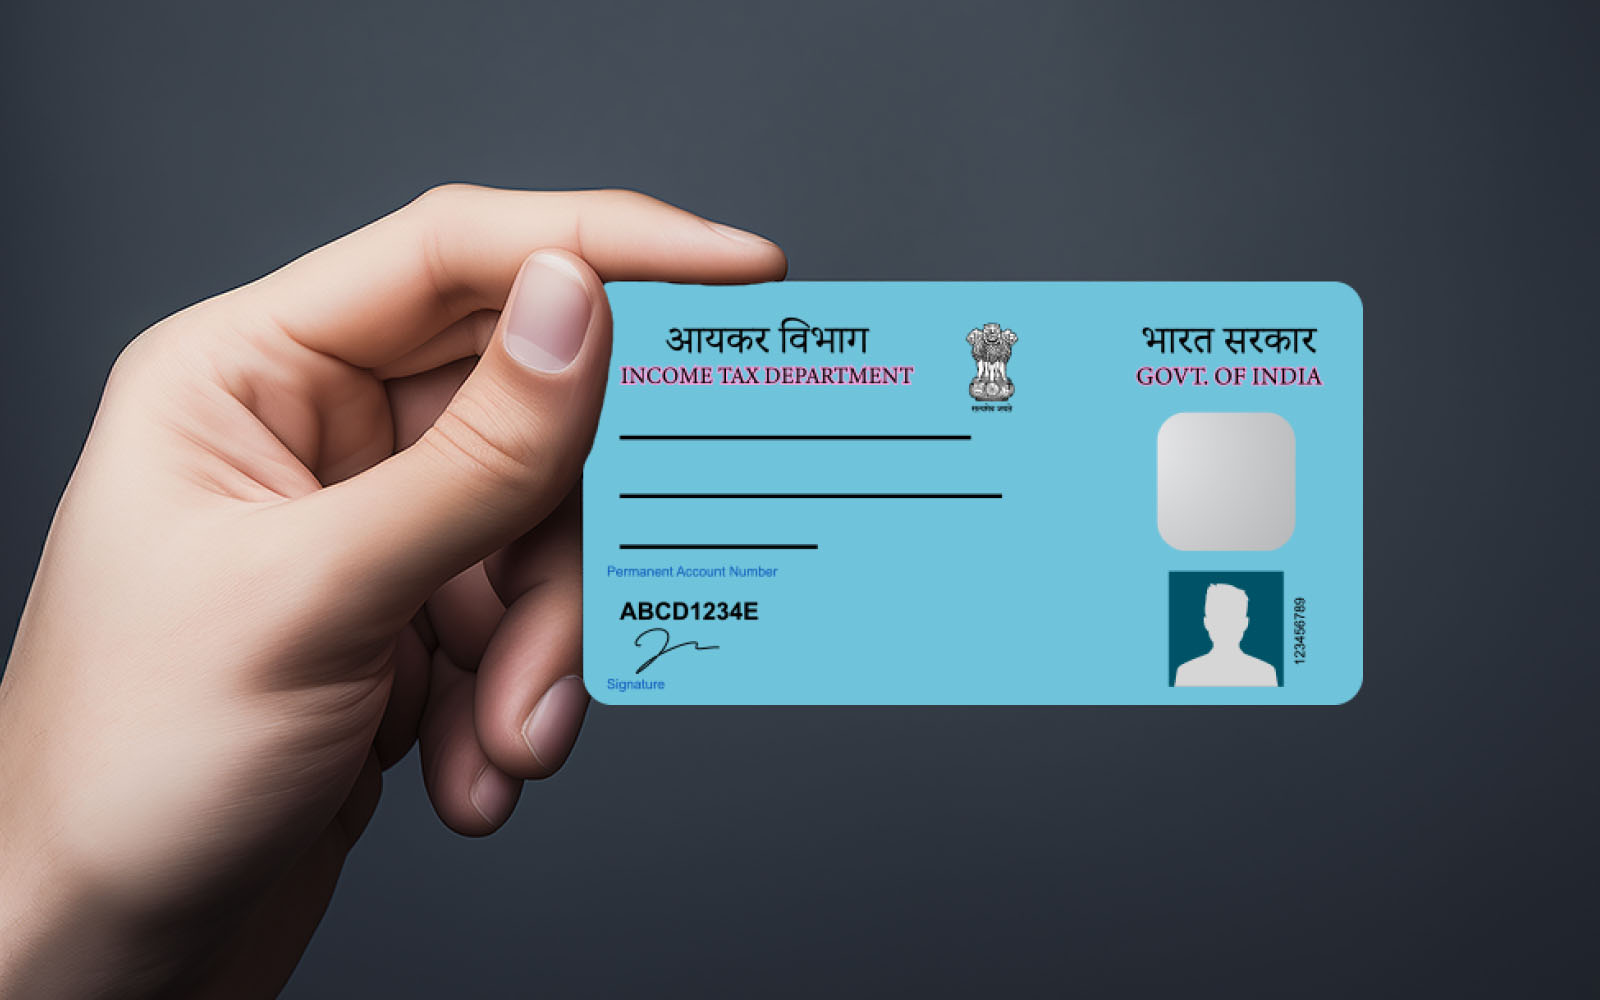 आयकर विभाग
INCOME TAX DEPARTMENT
सत्यमेव जयते
भारत सरकार
GOVT. OF INDIA
Permanent Account Number
ABCD1234E
Signature
123456789